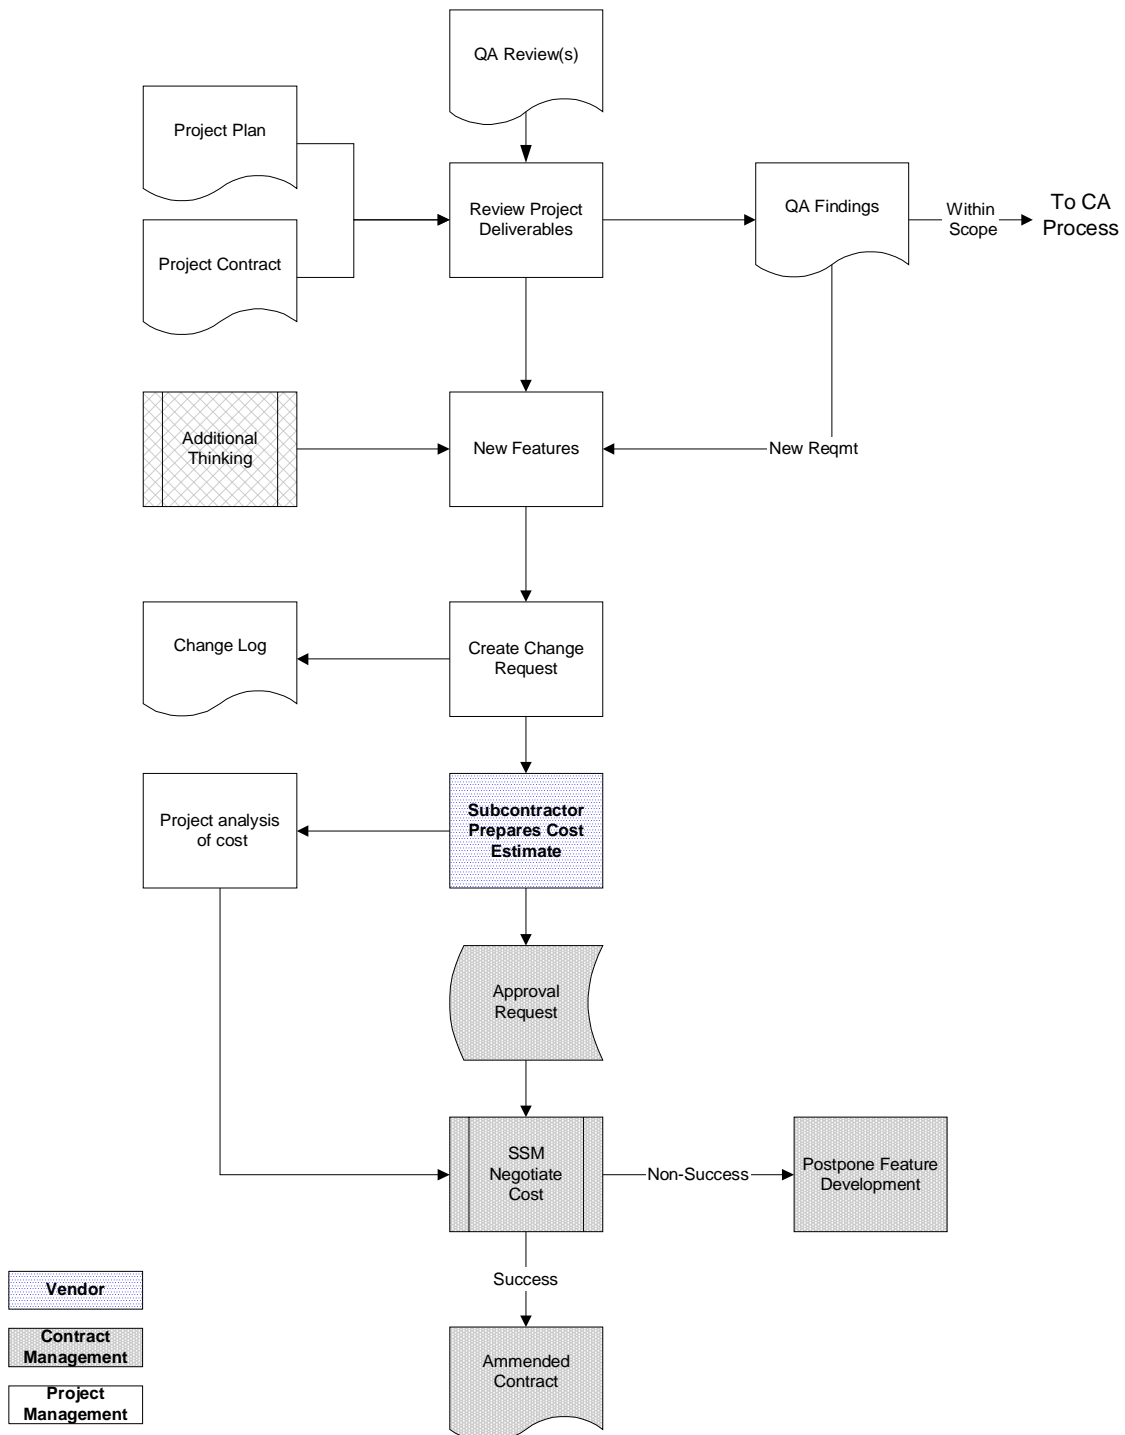 QA Review(s)
Project Plan
Review Project
Deliverables
QA Findings
Within
Scope
To CA
Process
Project Contract
Additional
Thinking
New Features
New Reqmt
Change Log
Create Change
Request
Project analysis
of cost
Subcontractor
Prepares Cost
Estimate
Approval
Request
SSM
Negotiate
Cost
Non-Success
Postpone Feature
Development
Success
Vendor
Contract
Management
Ammended
Contract
Project
Management